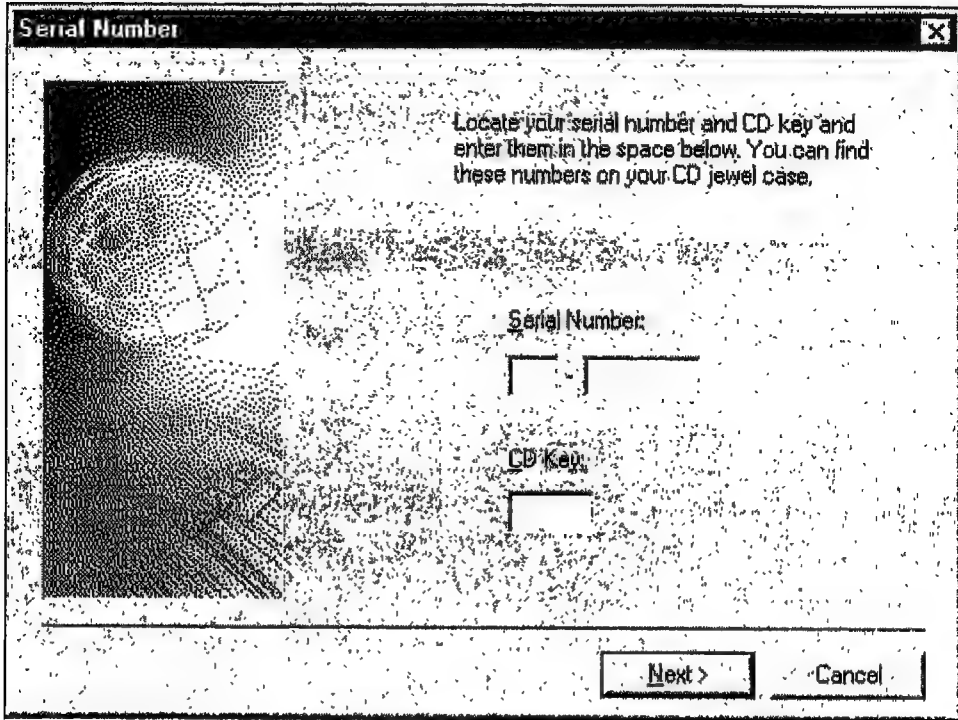 Serial Number
Locate your serial number and CD key and
enter them in the space below. You can find
these numbers on your CD jewel case.
Serial Number:
-
CD Key:
Next >
Cancel